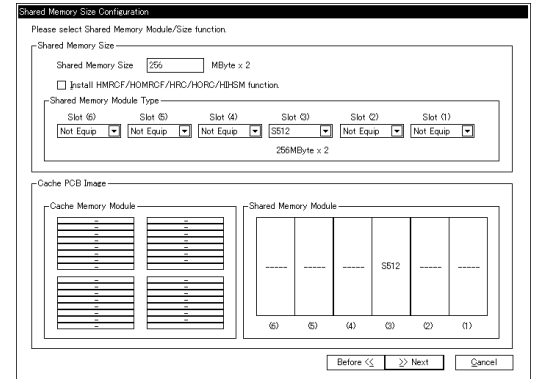 Shared Memory Size Configuration
Please select Shared Memory Module/Size function.
Shared Memory Size
Shared Memory Size 256 MByte x 2
Install HMRCF/HOMRCF/HRC/HORC/HIHSM function.
Shared Memory Module Type
Slot (6) Slot (5) Slot (4) Slot (3) Slot (2) Slot (1)
Not Equip Not Equip Not Equip S512 Not Equip Not Equip
256MByte x 2
Cache PCB Image
Cache Memory Module Shared Memory Module
- -
- -
- -
- -
- -
- -
- -
- -
----- ----- ----- S512 ----- -----
- -
- -
- -
- -
- -
- -
- -
- -
(6) (5) (4) (3) (2) (1)
Before << >> Next Cancel